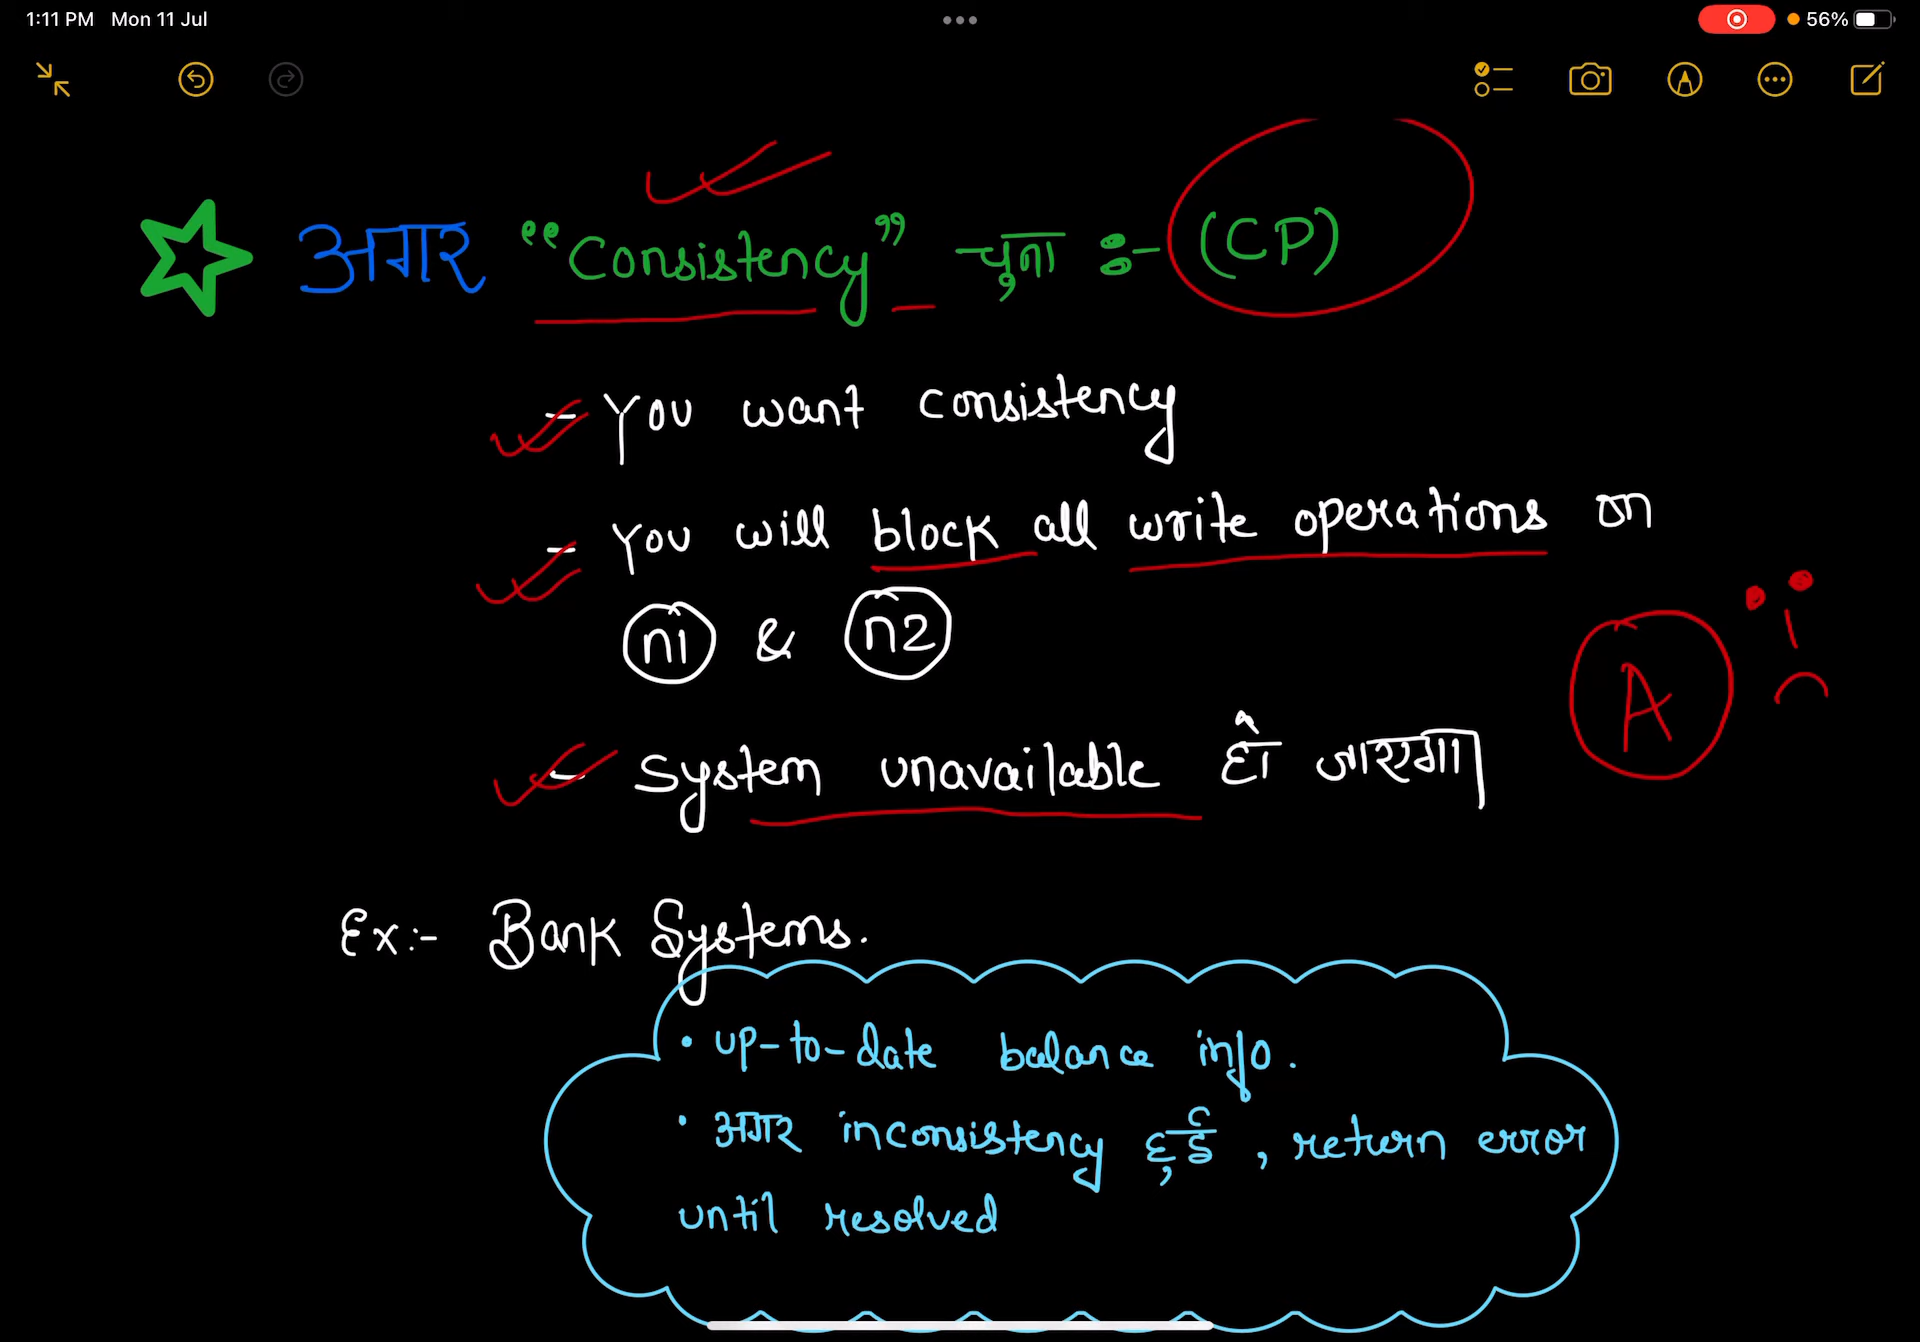 1:11 PM Mon 11 Jul
56%
अगर "Consistency" चुना :- (CP)
- You want consistency
- You will block all write operations on
n1 & n2
A
- System unavailable हो जाएगा
Ex:- Bank Systems.
• up-to-date balance info.
• अगर inconsistency हुई, return error
until resolved